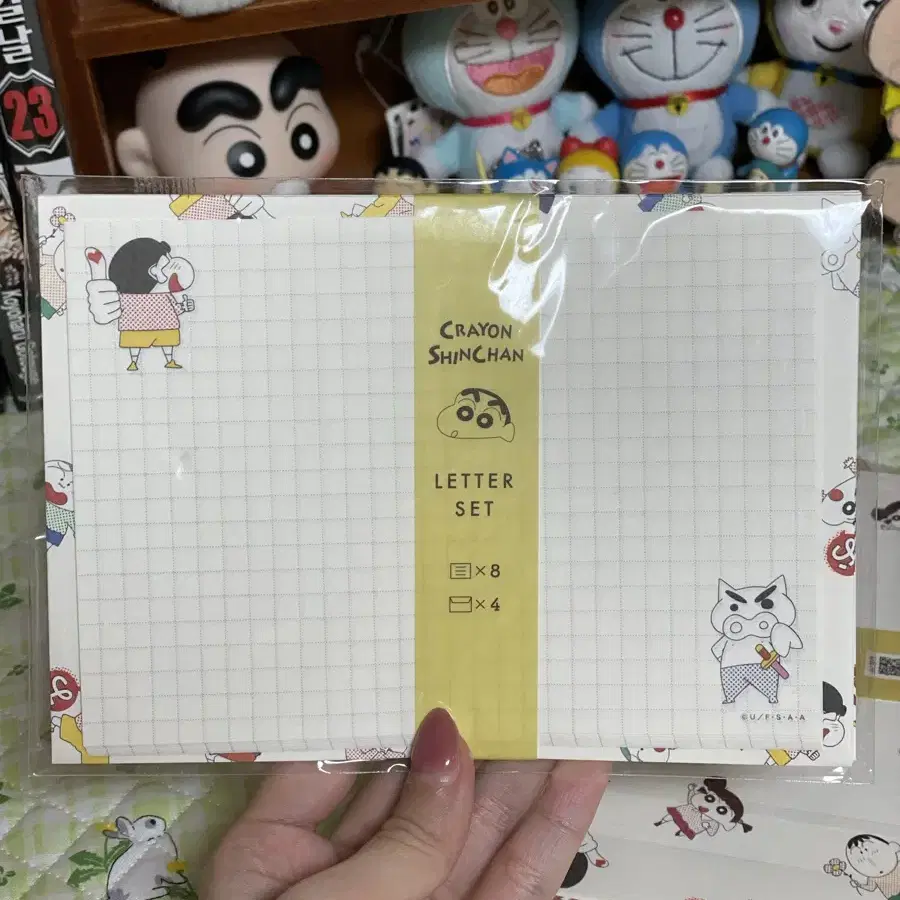 23
CRAYON
SHINCHAN
LETTER
SET
×8
×4
©U/F・S・A・A